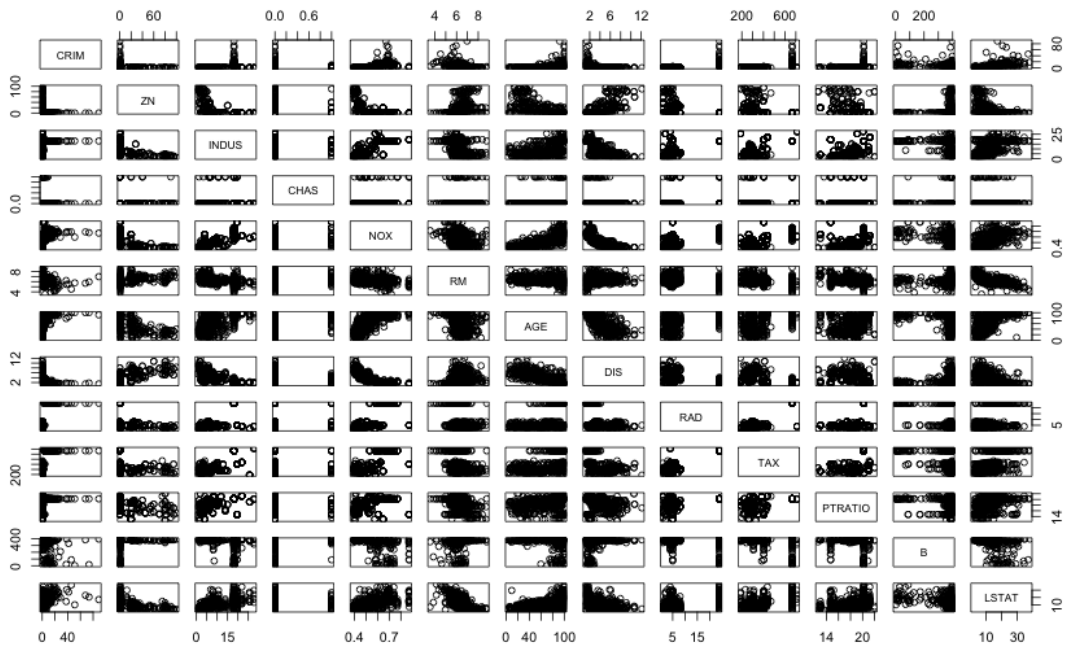 0 60 0.0 0.6 4 6 8 2 6 12 200 600 0 200
CRIM 0 40 80
0 100 ZN
INDUS 0 25
0.0 CHAS
NOX 0.4
4 8 RM
AGE 0 100
2 12 DIS
RAD 5
200 TAX
PTRATIO 14
0 400 B
LSTAT 10
0 40 0 15 0.4 0.7 0 40 100 5 15 14 20 10 30